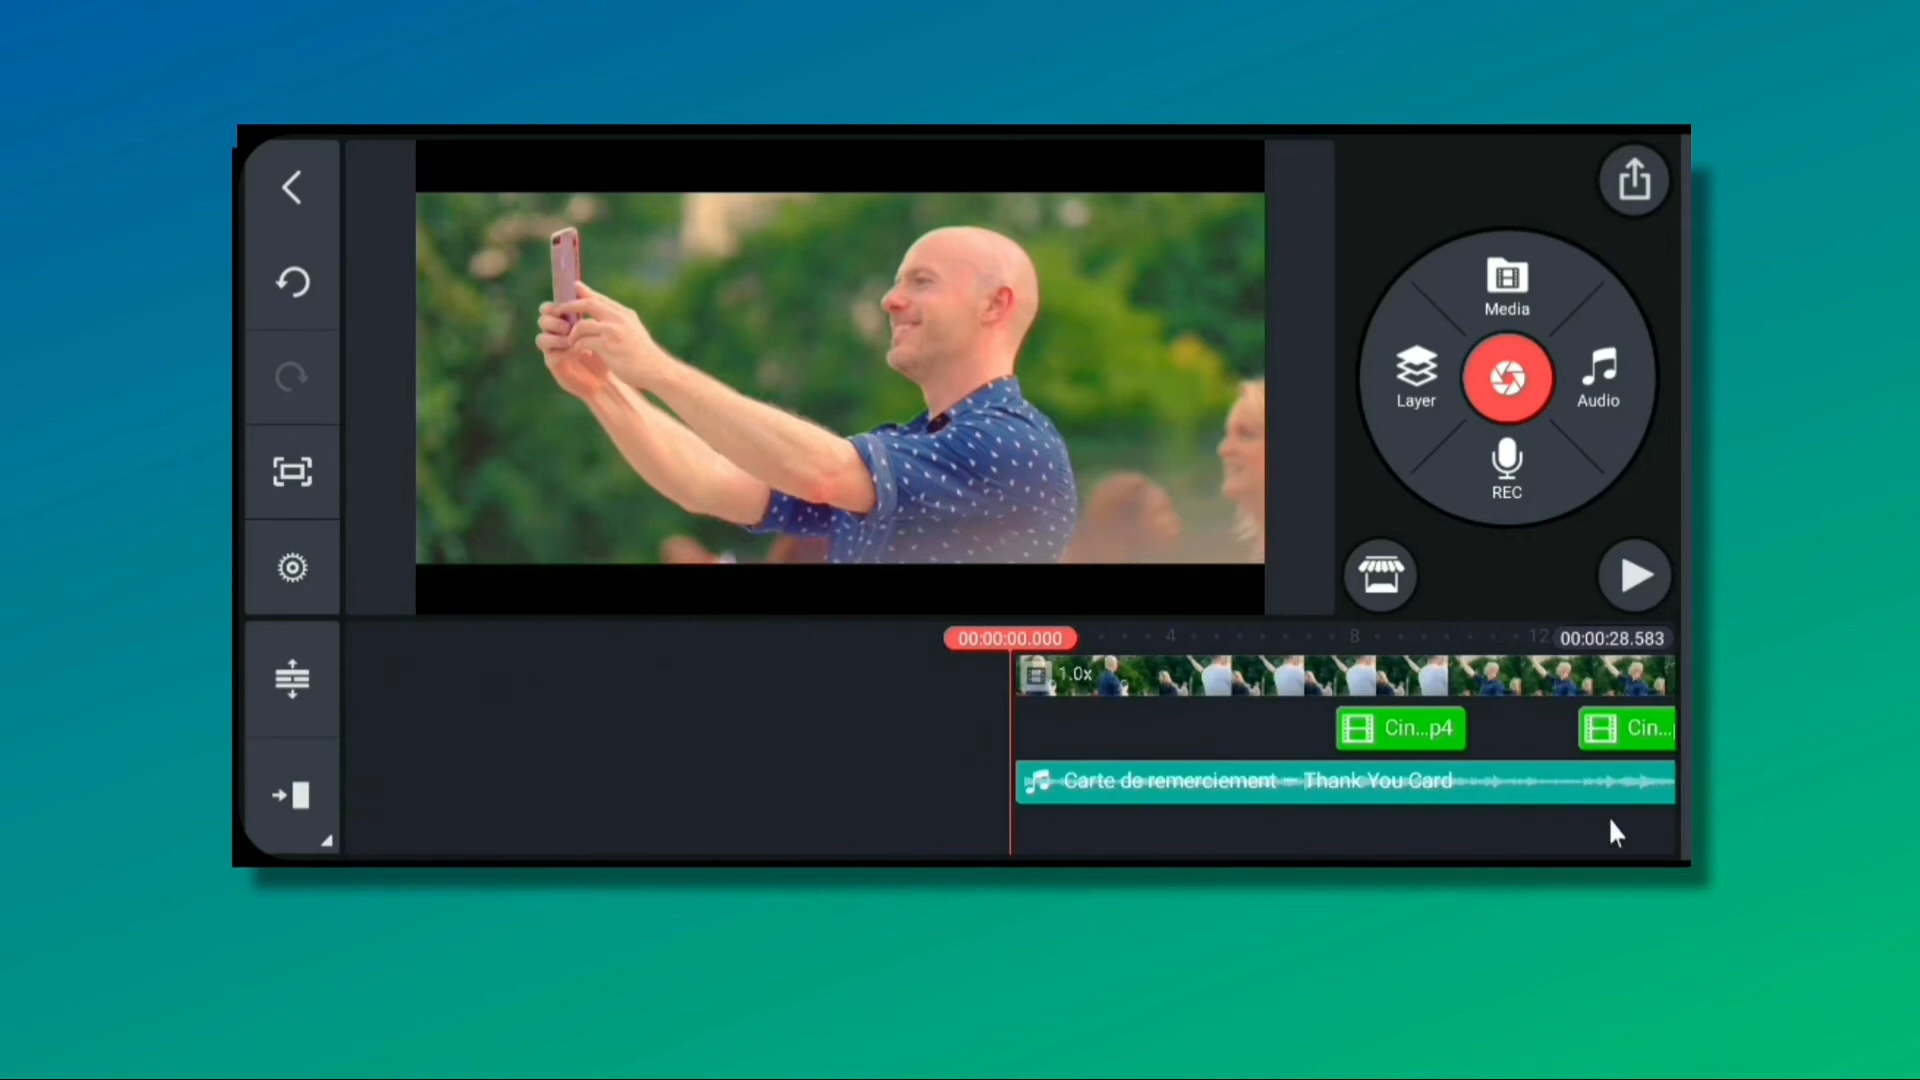 Media
Layer
Audio
REC
00:00:00.000
4
8
12
00:00:28.583
1.0x
Cin...p4
Cin...
Carte de remerciement – Thank You Card